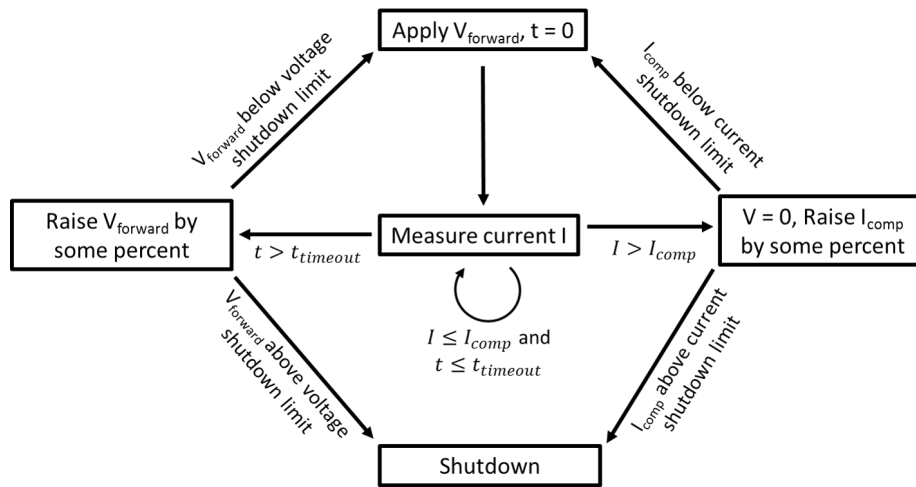 Apply V_forward, t = 0
V_forward below voltage
shutdown limit
I_comp below current
shutdown limit
Raise V_forward by
some percent
t > t_timeout
Measure current I
I > I_comp
V = 0, Raise I_comp
by some percent
I ≤ I_comp and
t ≤ t_timeout
V_forward above voltage
shutdown limit
I_comp above current
shutdown limit
Shutdown